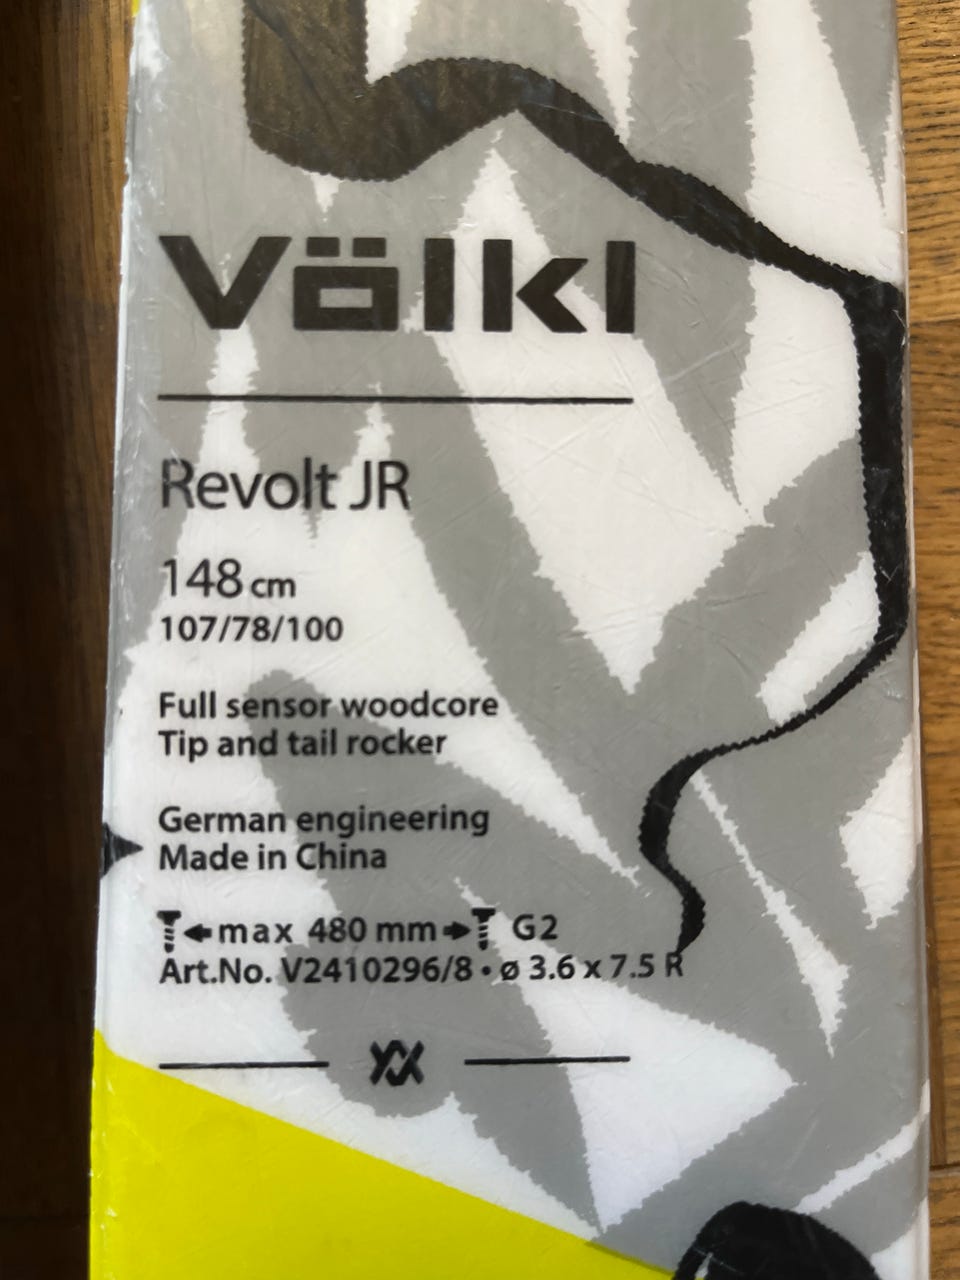 Völkl
Revolt JR
148 cm
107/78/100
Full sensor woodcore
Tip and tail rocker
German engineering
Made in China
max 480 mm G2
Art.No. V2410296/8 • ø 3.6 x 7.5 R